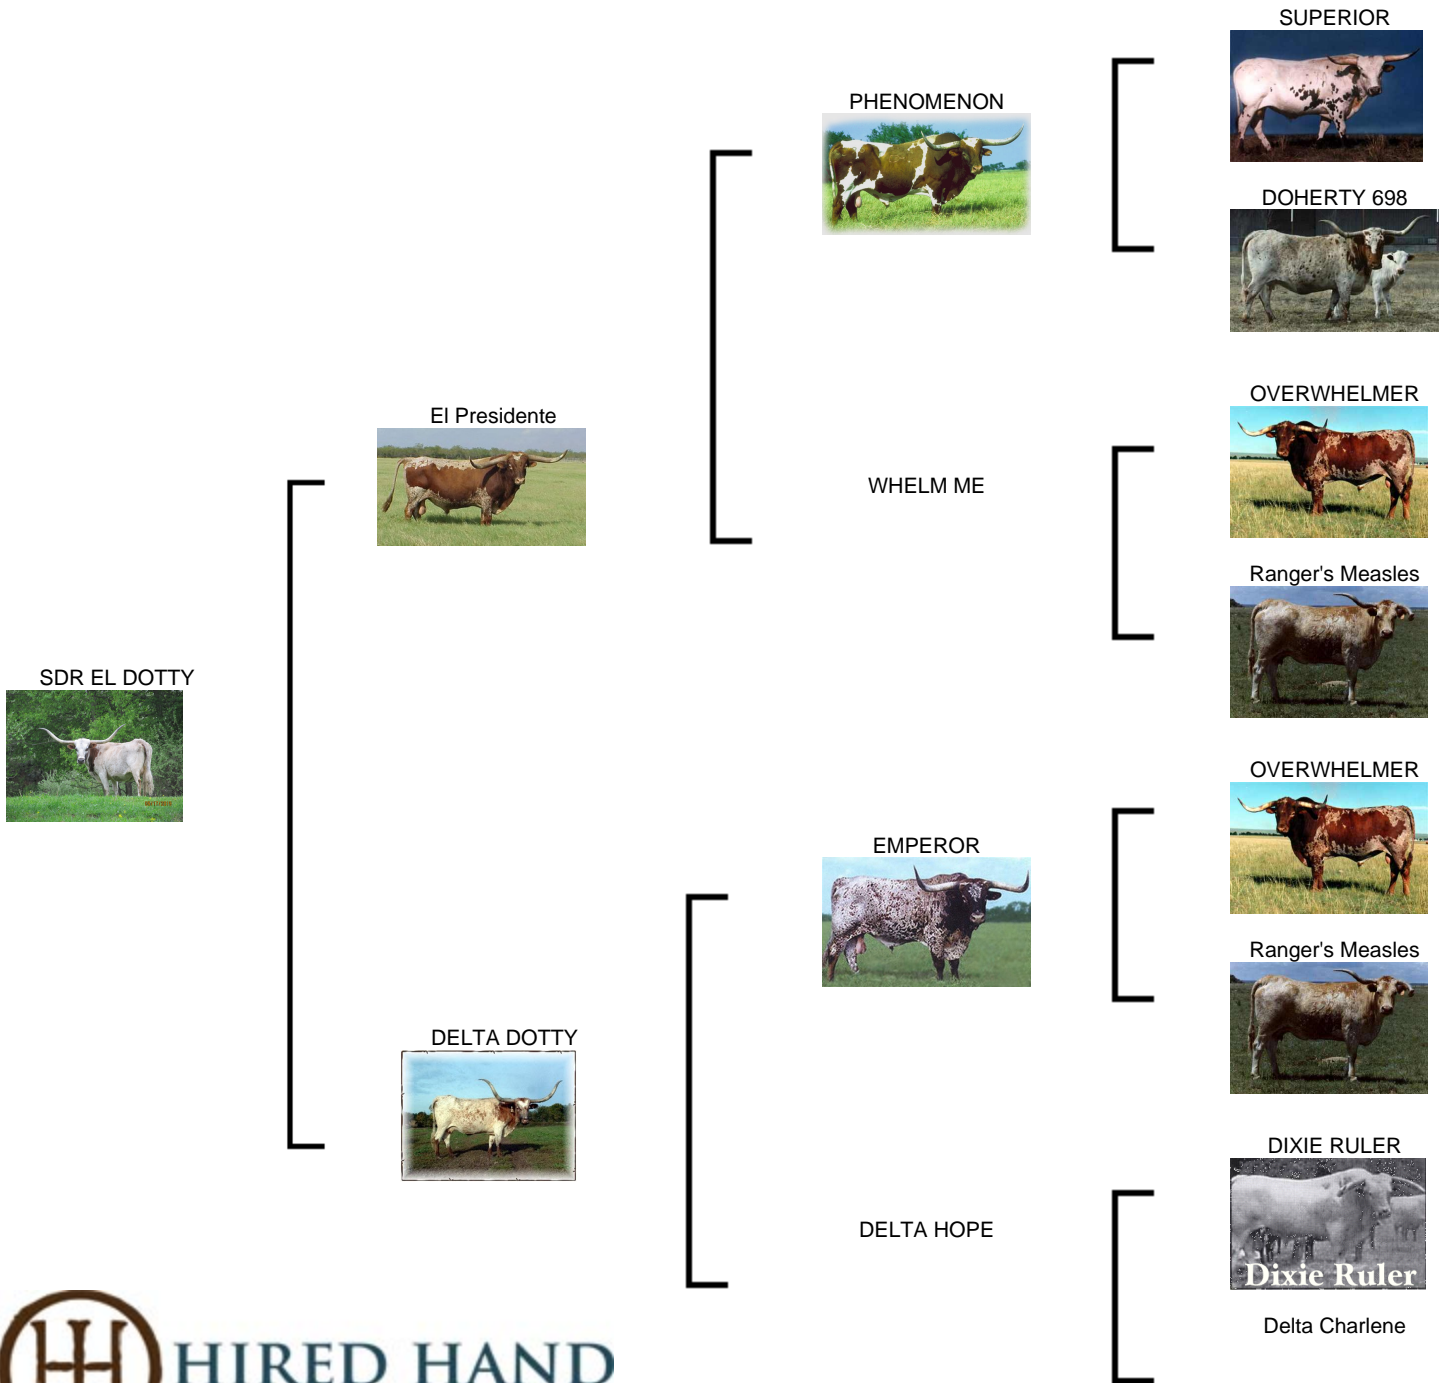 SUPERIOR
PHENOMENON
DOHERTY 698
OVERWHELMER
El Presidente
WHELM ME
Ranger's Measles
SDR EL DOTTY
OVERWHELMER
EMPEROR
Ranger's Measles
DELTA DOTTY
DIXIE RULER
DELTA HOPE
Dixie Ruler
Delta Charlene
HIRED HAND